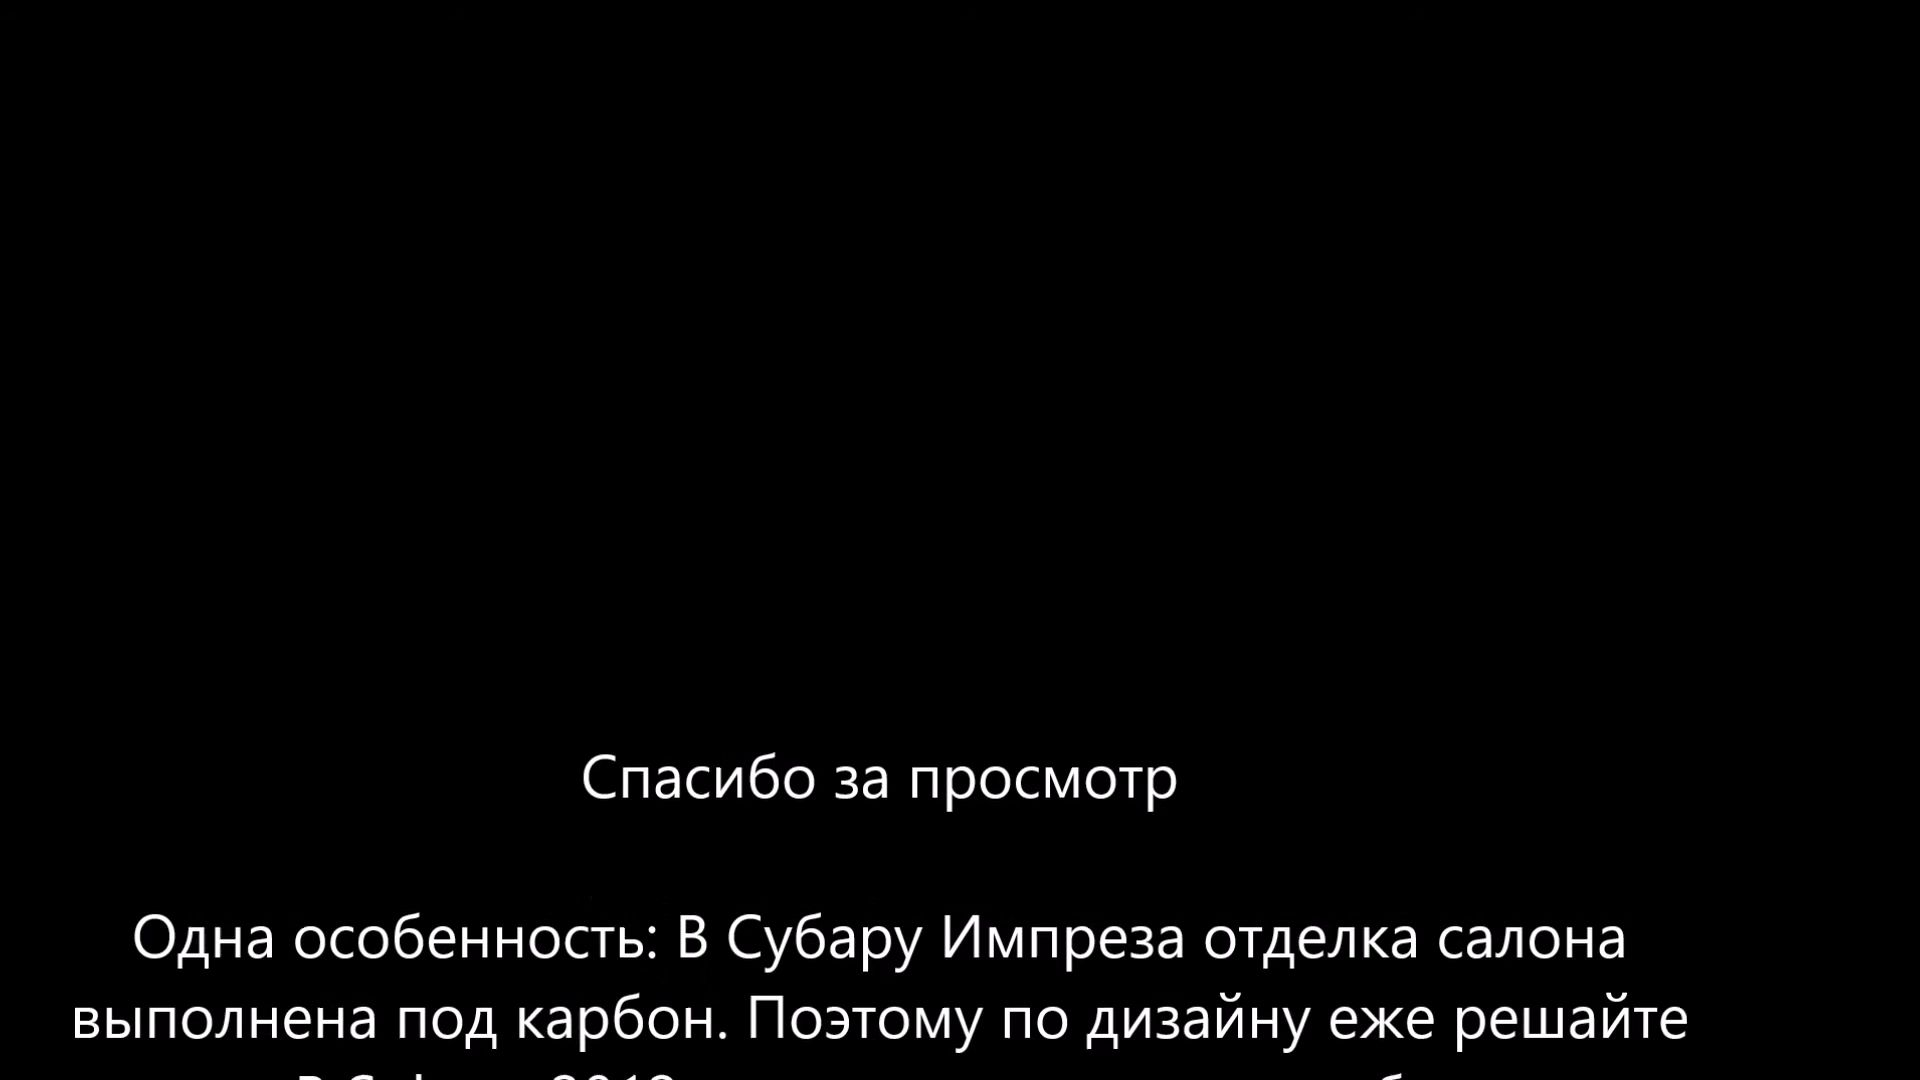 Спасибо за просмотр
Одна особенность: В Субару Импреза отделка салона
выполнена под карбон. Поэтому по дизайну еже решайте